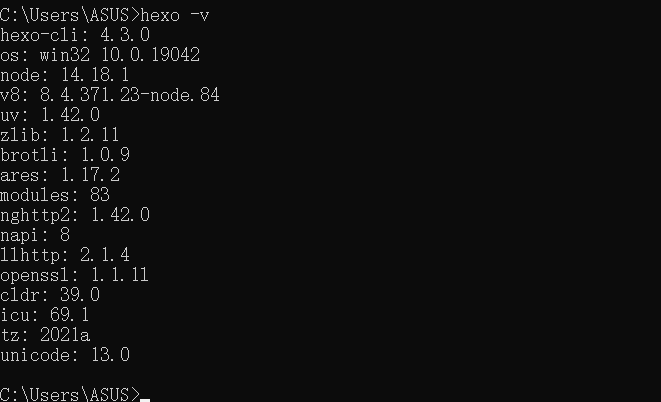 C:\Users\ASUS>hexo -v
hexo-cli: 4.3.0
os: win32 10.0.19042
node: 14.18.1
v8: 8.4.371.23-node.84
uv: 1.42.0
zlib: 1.2.11
brotli: 1.0.9
ares: 1.17.2
modules: 83
nghttp2: 1.42.0
napi: 8
llhttp: 2.1.4
openssl: 1.1.1l
cldr: 39.0
icu: 69.1
tz: 2021a
unicode: 13.0
C:\Users\ASUS>